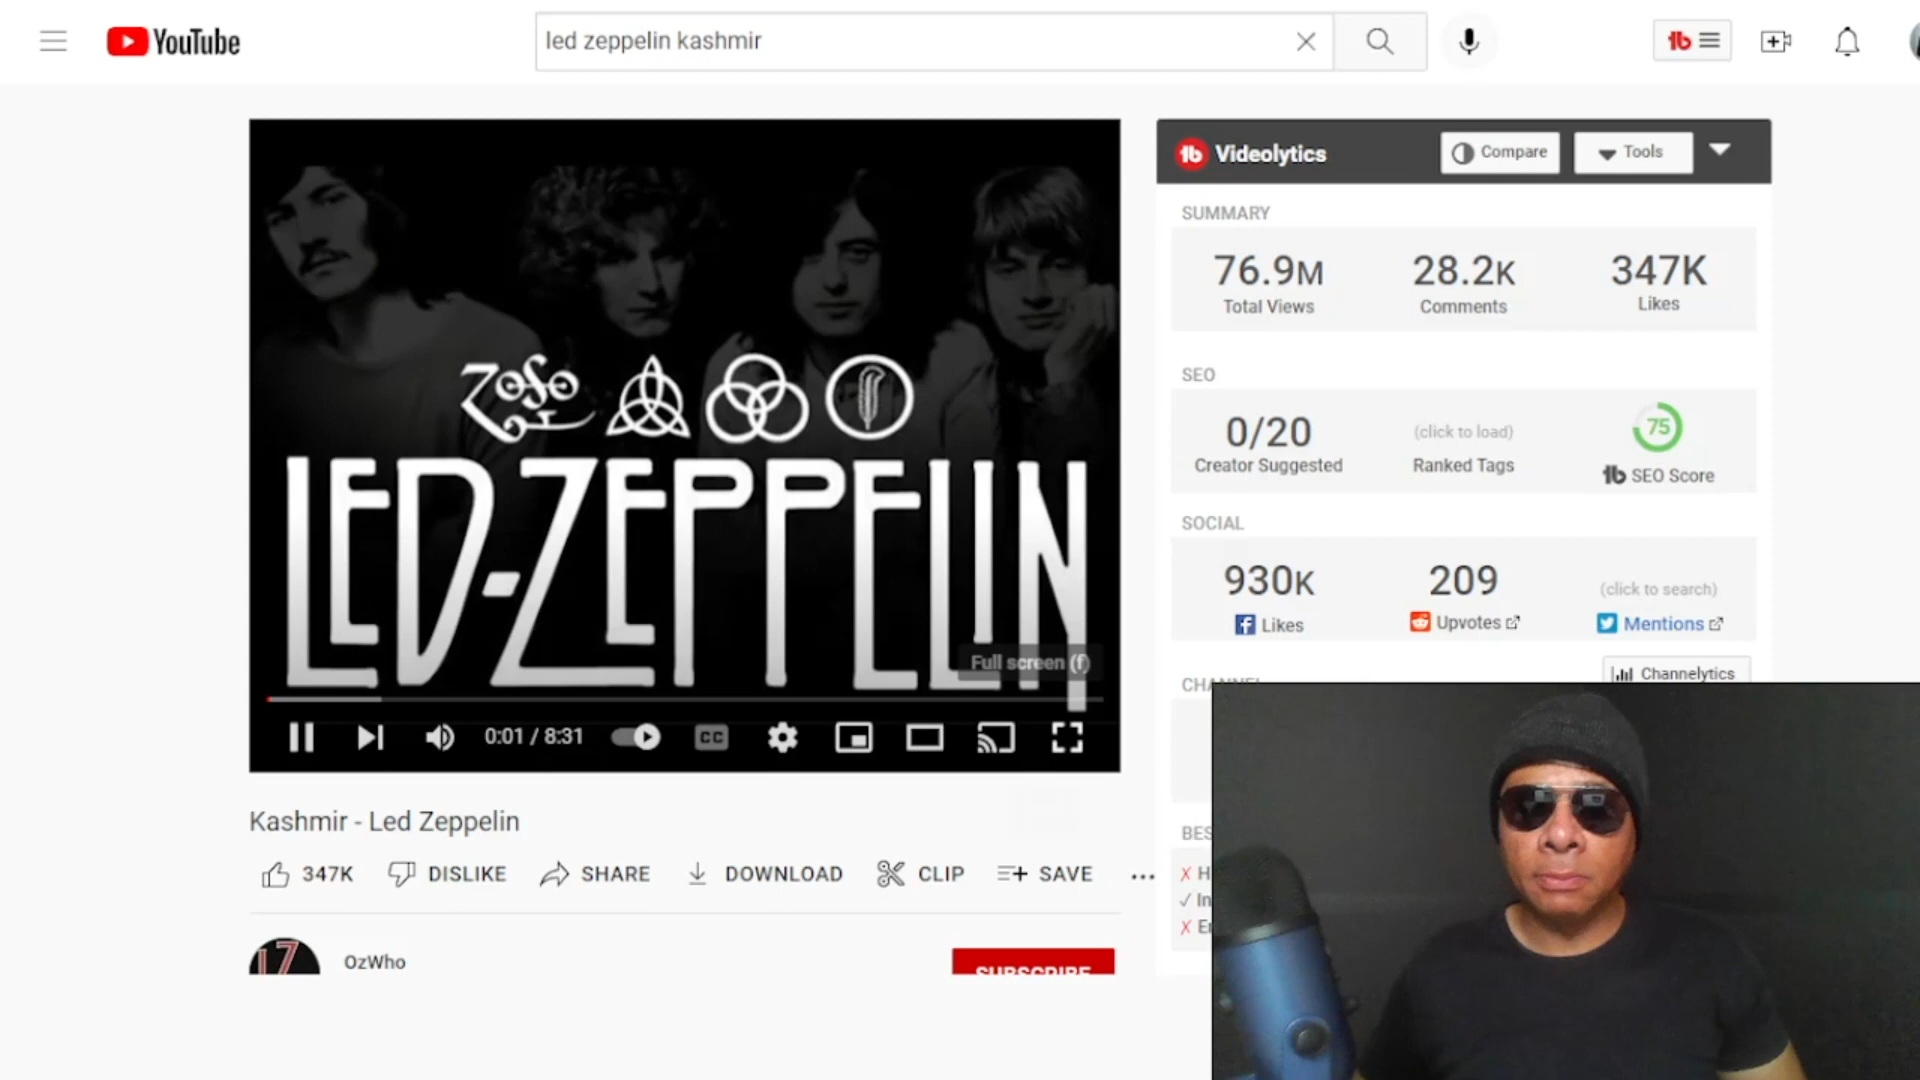 YouTube
led zeppelin kashmir
Videolytics
Compare
Tools
SUMMARY
76.9M
28.2K
347K
Total Views
Comments
Likes
SEO
0/20
(click to load)
75
Creator Suggested
Ranked Tags
SEO Score
SOCIAL
930K
209
(click to search)
Likes
Upvotes
Mentions
Channelytics
ZoSo
LED-ZEPPELIN
Full screen (f)
0:01 / 8:31
CC
Kashmir - Led Zeppelin
347K
DISLIKE
SHARE
DOWNLOAD
CLIP
SAVE
...
OzWho
SUBSCRIBE